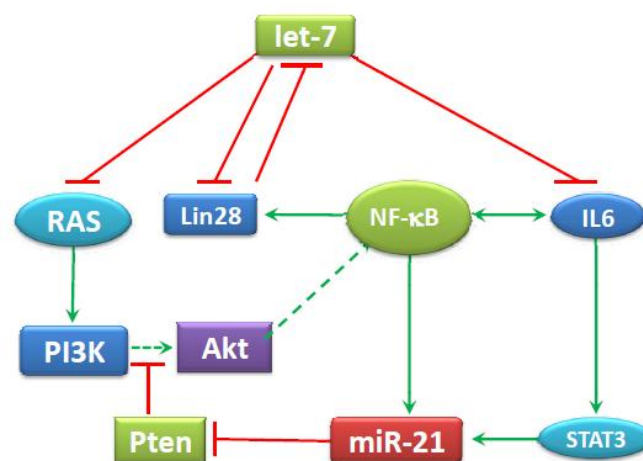 let-7
RAS
Lin28
NF-κB
IL6
PI3K
Akt
Pten
miR-21
STAT3